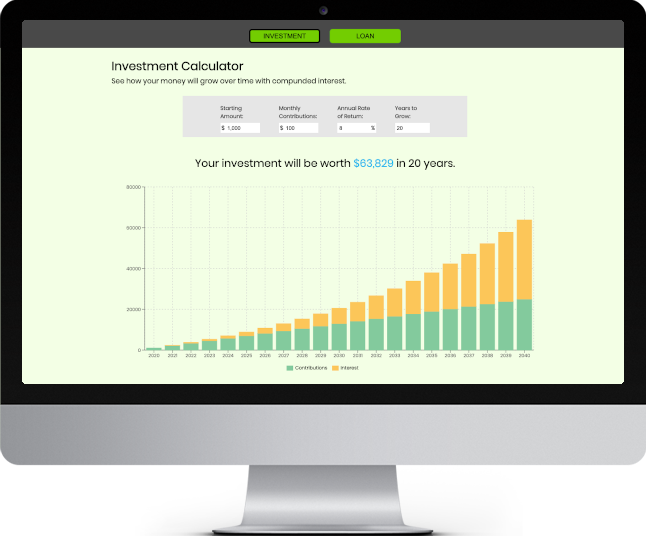 INVESTMENT LOAN
Investment Calculator
See how your money will grow over time with compunded interest.
Starting Amount:
$ 1,000
Monthly Contributions:
$ 100
Annual Rate of Return:
8 %
Years to Grow:
20
Your investment will be worth $63,829 in 20 years.
80000
60000
40000
20000
0
2020 2021 2022 2023 2024 2025 2026 2027 2028 2029 2030 2031 2032 2033 2034 2035 2036 2037 2038 2039 2040
Contributions Interest